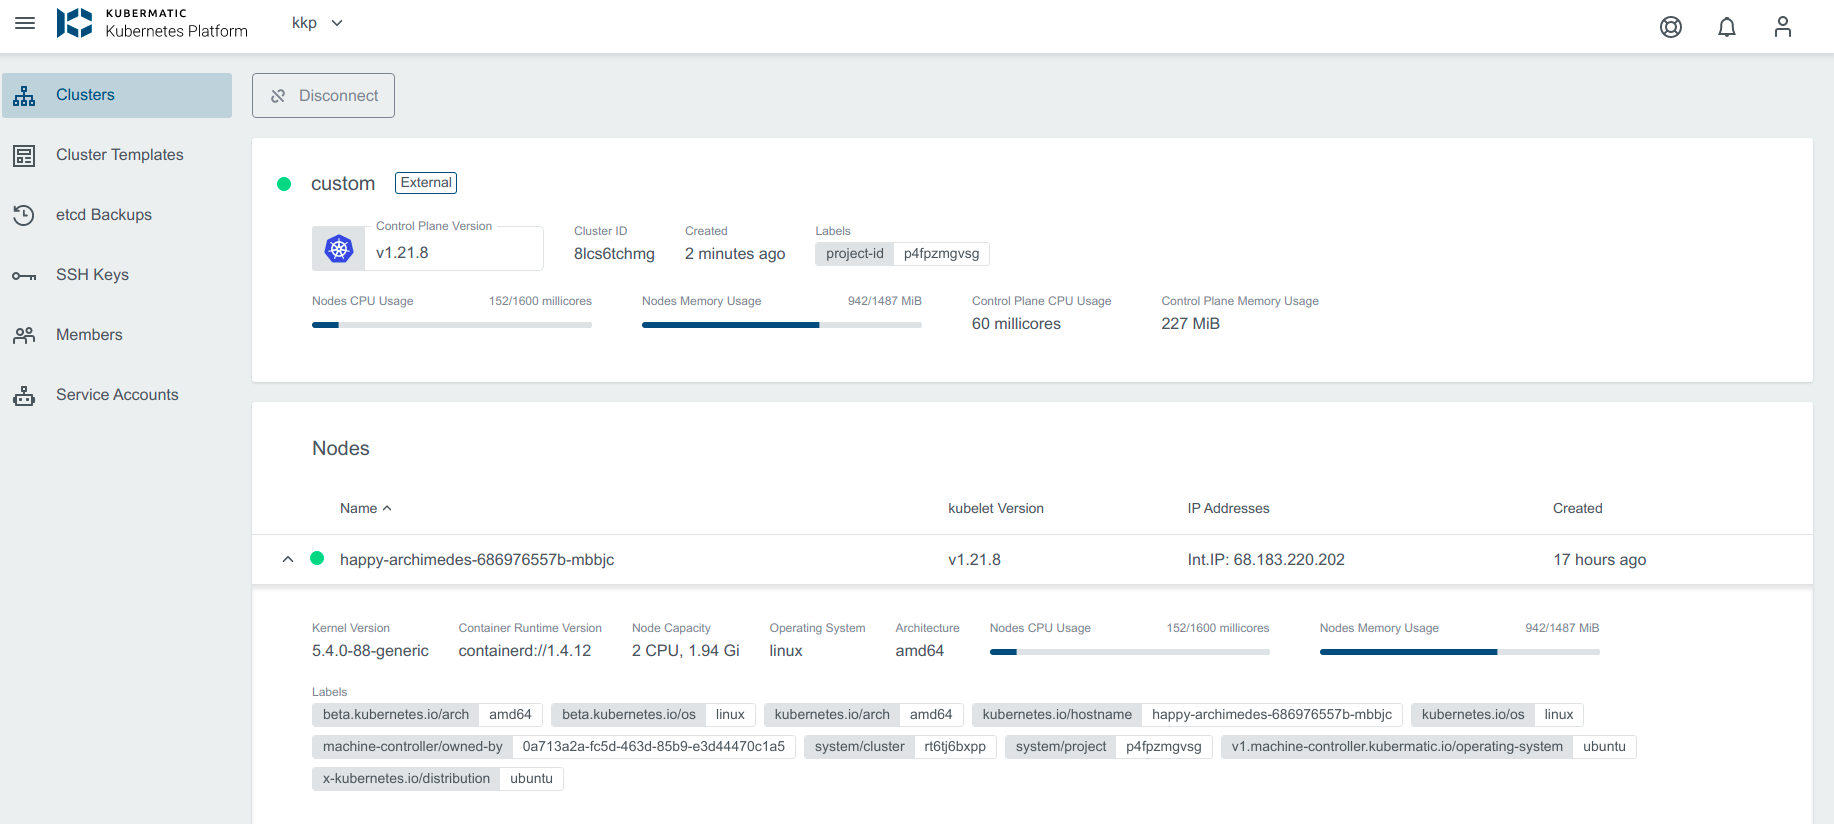 KUBERMATIC
Kubernetes Platform
kkp
Clusters
Cluster Templates
etcd Backups
SSH Keys
Members
Service Accounts
Disconnect
custom External
Control Plane Version
v1.21.8
Cluster ID
8lcs6tchmg
Created
2 minutes ago
Labels
project-id p4fpzmgvsg
Nodes CPU Usage 152/1600 millicores
Nodes Memory Usage 942/1487 MiB
Control Plane CPU Usage
60 millicores
Control Plane Memory Usage
227 MiB
Nodes
Name kubelet Version IP Addresses Created
happy-archimedes-686976557b-mbbjc v1.21.8 Int.IP: 68.183.220.202 17 hours ago
Kernel Version
5.4.0-88-generic
Container Runtime Version
containerd://1.4.12
Node Capacity
2 CPU, 1.94 Gi
Operating System
linux
Architecture
amd64
Nodes CPU Usage 152/1600 millicores
Nodes Memory Usage 942/1487 MiB
Labels
beta.kubernetes.io/arch amd64 beta.kubernetes.io/os linux kubernetes.io/arch amd64 kubernetes.io/hostname happy-archimedes-686976557b-mbbjc kubernetes.io/os linux
machine-controller/owned-by 0a713a2a-fc5d-463d-85b9-e3d44470c1a5 system/cluster rt6tj6bxpp system/project p4fpzmgvsg v1.machine-controller.kubermatic.io/operating-system ubuntu
x-kubernetes.io/distribution ubuntu